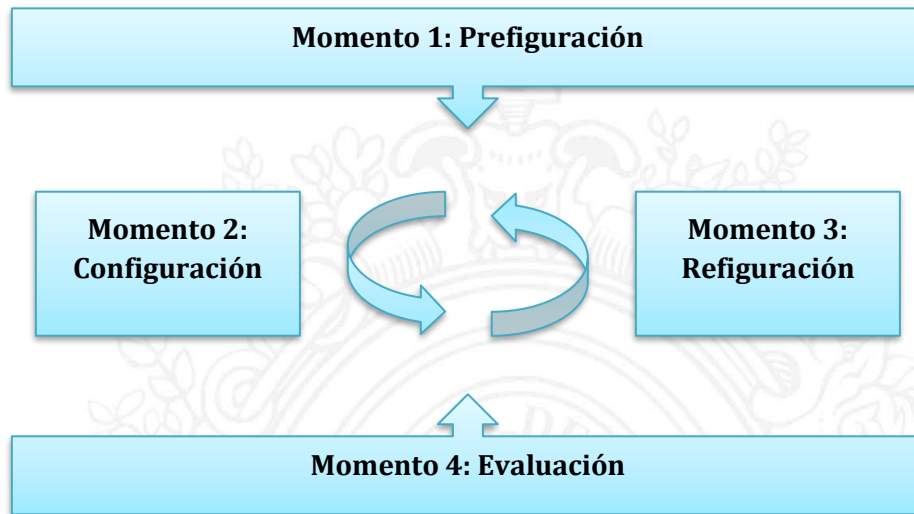 Momento 1: Prefiguración
Momento 2:
Configuración
Momento 3:
Refiguración
Momento 4: Evaluación